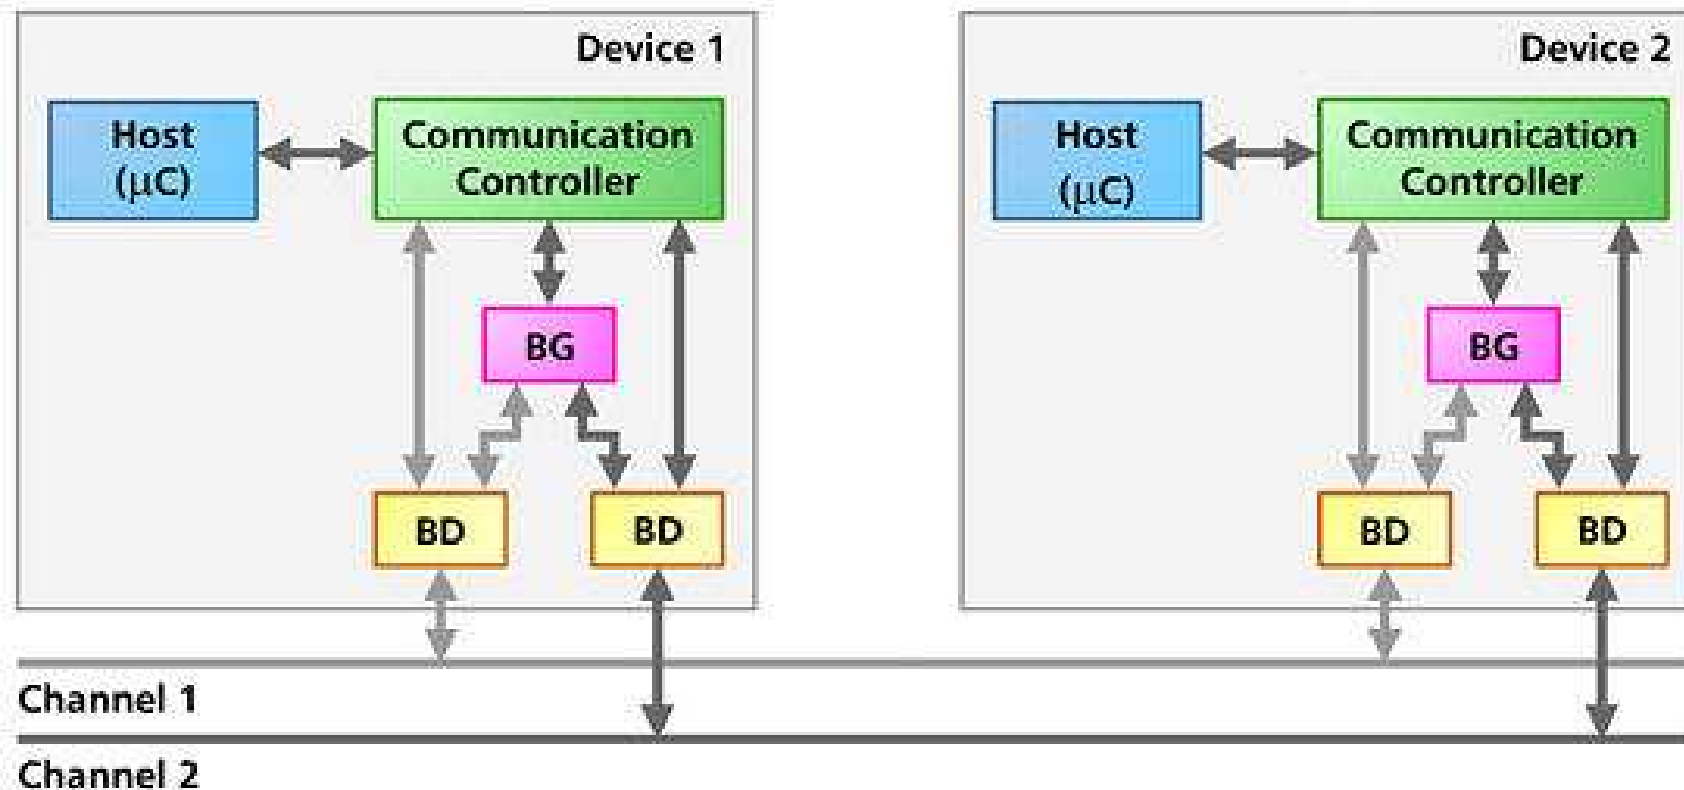 Device 1
Host
(µC)
Communication
Controller
BG
BD
BD
Device 2
Host
(µC)
Communication
Controller
BG
BD
BD
Channel 1
Channel 2